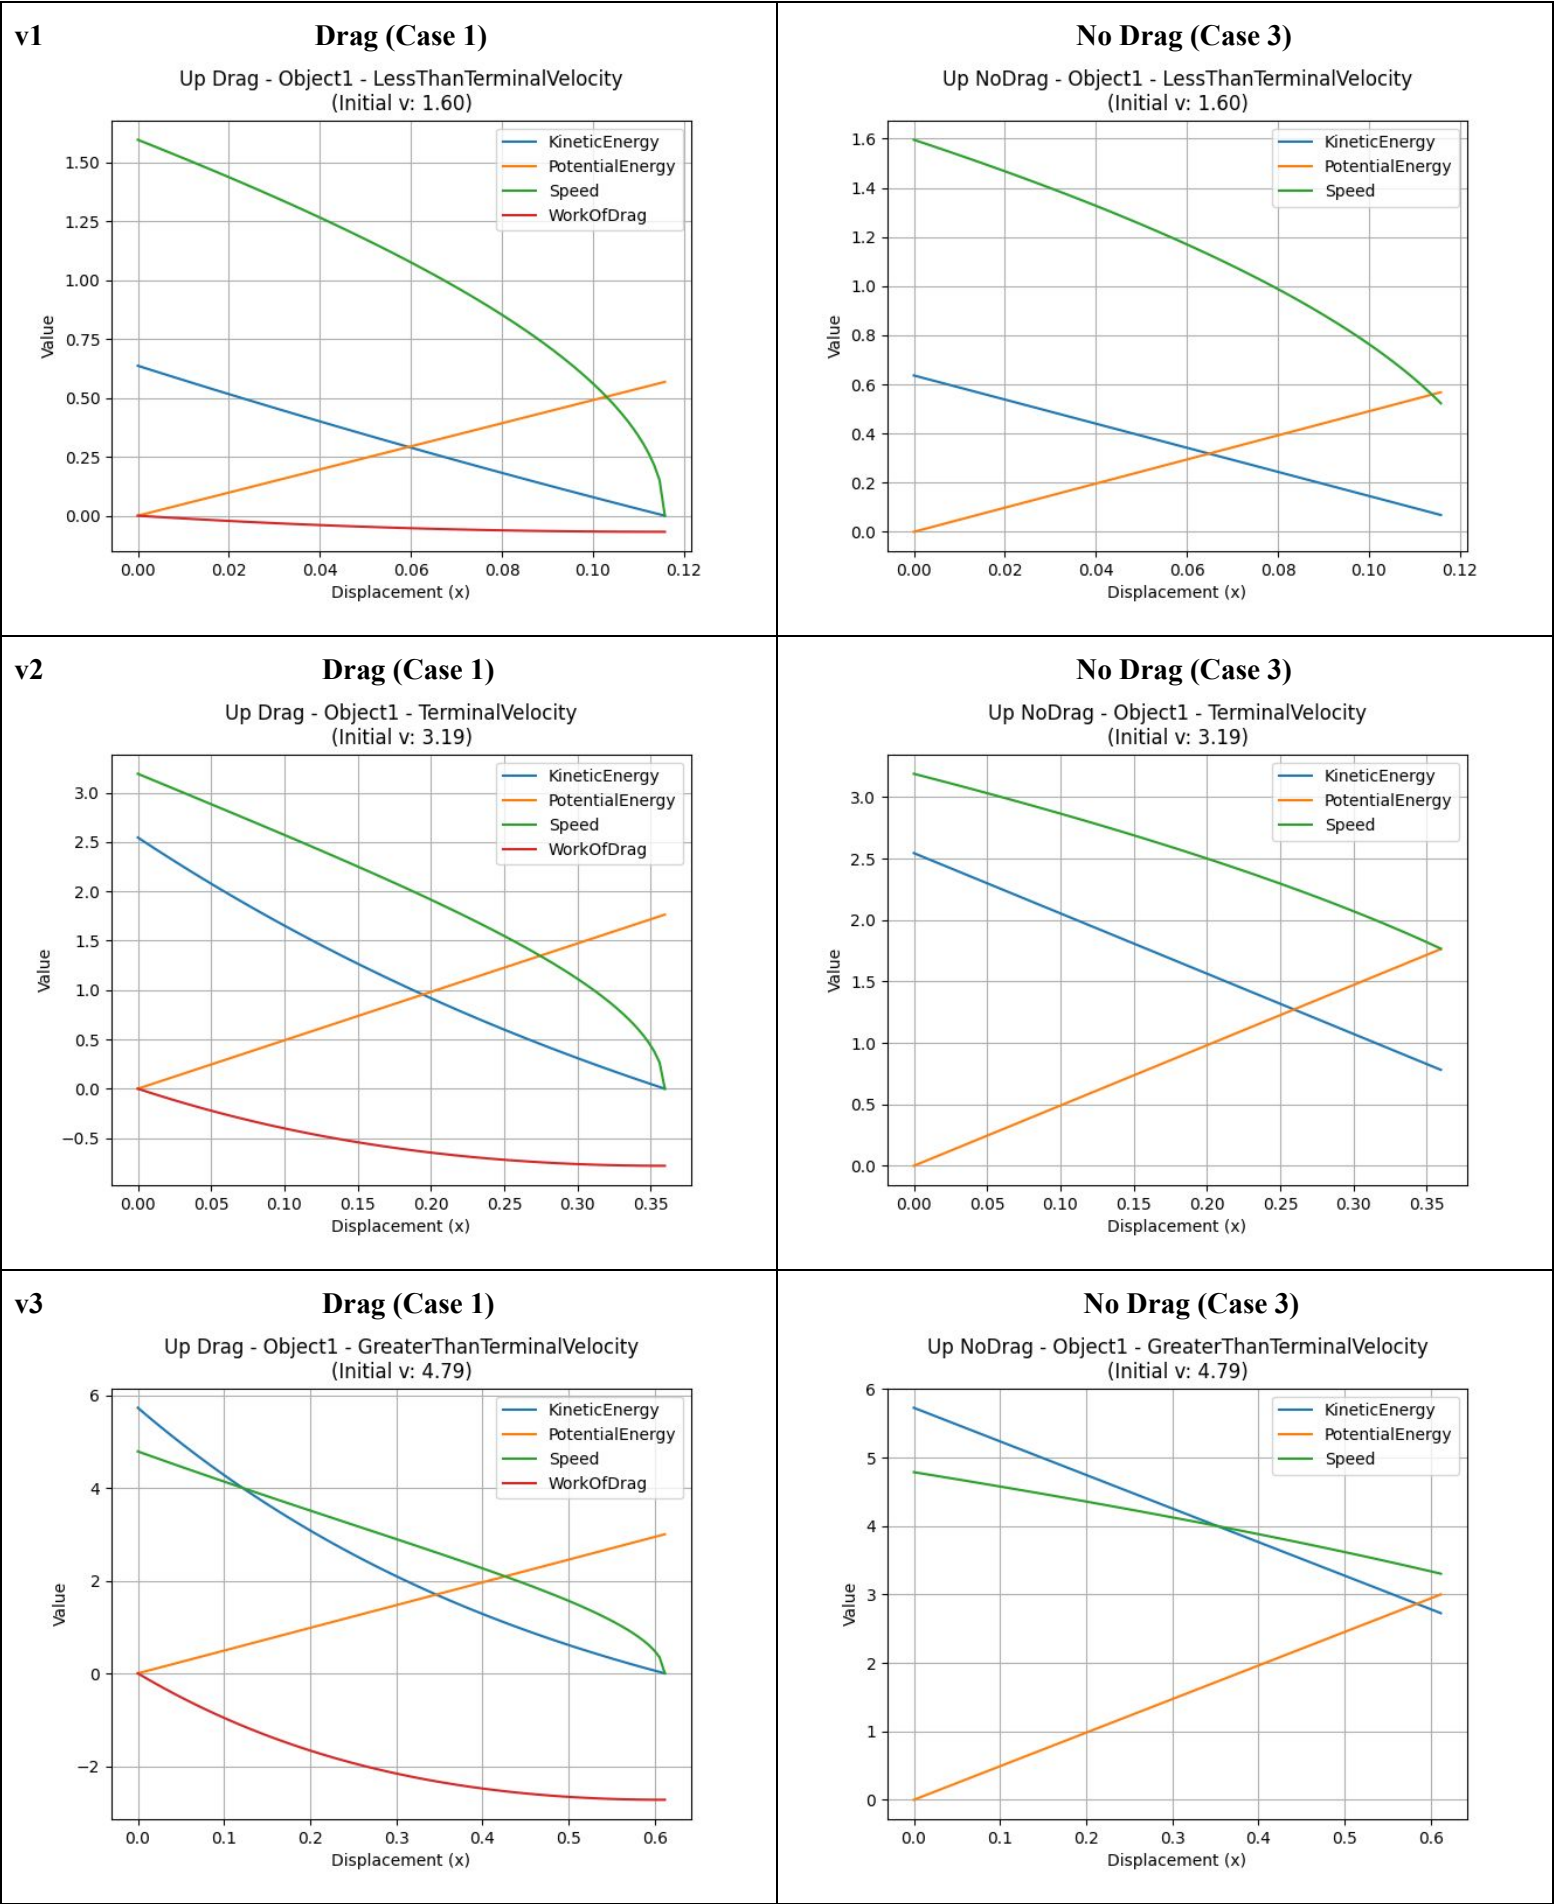 v1 Drag (Case 1)
Up Drag - Object1 - LessThanTerminalVelocity
(Initial v: 1.60)
KineticEnergy
PotentialEnergy
Speed
WorkOfDrag
1.50
1.25
1.00
0.75
0.50
0.25
0.00
Value
0.00 0.02 0.04 0.06 0.08 0.10 0.12
Displacement (x)
No Drag (Case 3)
Up NoDrag - Object1 - LessThanTerminalVelocity
(Initial v: 1.60)
KineticEnergy
PotentialEnergy
Speed
1.6
1.4
1.2
1.0
0.8
0.6
0.4
0.2
0.0
Value
0.00 0.02 0.04 0.06 0.08 0.10 0.12
Displacement (x)
v2 Drag (Case 1)
Up Drag - Object1 - TerminalVelocity
(Initial v: 3.19)
KineticEnergy
PotentialEnergy
Speed
WorkOfDrag
3.0
2.5
2.0
1.5
1.0
0.5
0.0
−0.5
Value
0.00 0.05 0.10 0.15 0.20 0.25 0.30 0.35
Displacement (x)
No Drag (Case 3)
Up NoDrag - Object1 - TerminalVelocity
(Initial v: 3.19)
KineticEnergy
PotentialEnergy
Speed
3.0
2.5
2.0
1.5
1.0
0.5
0.0
Value
0.00 0.05 0.10 0.15 0.20 0.25 0.30 0.35
Displacement (x)
v3 Drag (Case 1)
Up Drag - Object1 - GreaterThanTerminalVelocity
(Initial v: 4.79)
KineticEnergy
PotentialEnergy
Speed
WorkOfDrag
6
4
2
0
−2
Value
0.0 0.1 0.2 0.3 0.4 0.5 0.6
Displacement (x)
No Drag (Case 3)
Up NoDrag - Object1 - GreaterThanTerminalVelocity
(Initial v: 4.79)
KineticEnergy
PotentialEnergy
Speed
6
5
4
3
2
1
0
Value
0.0 0.1 0.2 0.3 0.4 0.5 0.6
Displacement (x)